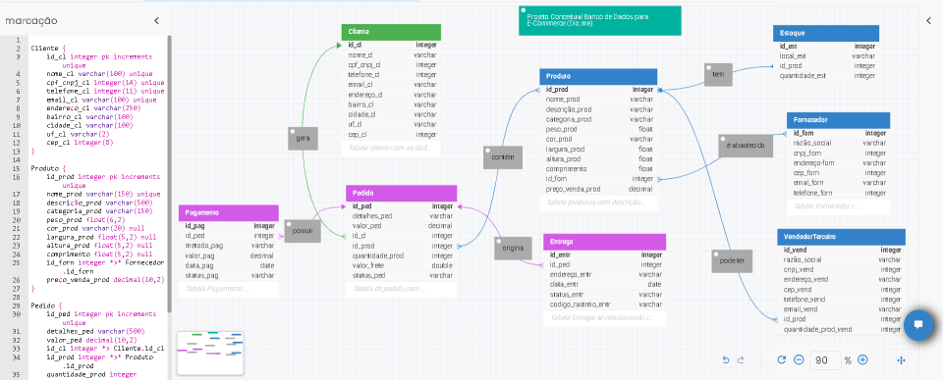 marcação
1
2 Cliente {
3 id_cl integer pk increments
unique
4 nome_cl varchar(100) unique
5 cpf_cnpj_cl integer(14) unique
6 telefone_cl integer(11) unique
7 email_cl varchar(100) unique
8 endereço_cl varchar(250)
9 bairro_cl varchar(100)
10 cidade_cl varchar(100)
11 uf_cl varchar(2)
12 cep_cl integer(8)
13 }
14
15 Produto {
16 id_prod integer pk increments
unique
17 nome_prod varchar(150) unique
18 descrição_prod varchar(500)
19 categoria_prod varchar(150)
20 peso_prod float(6,2)
21 cor_prod varchar(20) null
22 largura_prod float(5,2) null
23 altura_prod float(5,2) null
24 comprimento float(5,2) null
25 id_forn integer *> Fornecedor
.id_forn
26 preço_venda_prod decimal(10,2)
27 }
28
29 Pedido {
30 id_ped integer pk increments
unique
31 detalhes_ped varchar(500)
32 valor_ped decimal(10,2)
33 id_cl integer *> Cliente.id_cl
34 id_prod integer *>* Produto
.id_prod
35 quantidade_prod integer
Projeto Conceitual Banco de Dados para
Cliente
id_cl integer
nome_cl varchar
cpf_cnpj_cl integer
telefone_cl integer
email_cl varchar
endereço_cl varchar
bairro_cl varchar
cidade_cl varchar
uf_cl varchar
cep_cl integer
Tabela cliente com os dad...
gera
Produto
id_prod integer
nome_prod varchar
descrição_prod varchar
categoria_prod varchar
peso_prod float
cor_prod varchar
largura_prod float
altura_prod float
comprimento float
id_forn integer
preço_venda_prod decimal
Tabela produtos com descrição...
contém
tem
Estoque
id_est integer
local_est varchar
id_prod integer
quantidade_est integer
Fornecedor
id_forn integer
razão_social varchar
cnpj_forn integer
endereço-forn varchar
cep_forn integer
email_forn varchar
telefone_forn integer
Tabela Fornecedor c...
é abastecido
Pagamento
id_pag integer
id_ped integer
metodo_pag varchar
valor_pag decimal
data_pag date
status_pag varchar
Tabela Pagamento ...
possui
Pedido
id_ped integer
detalhes_ped varchar
valor_ped decimal
integer
id_prod integer
quantidade_prod integer
valor_frete double
status_ped varchar
Tabela de pedido com ...
origina
Entrega
id_entr integer
id_ped integer
endereço_entr varchar
data_entr date
status_entr varchar
codigo_rastreio_entr varchar
Tabela Entrega se relacionando c...
pode ter
VendedorTerceiro
id_vend integer
razão_social varchar
cnpj_vend integer
endereço_vend varchar
cep_vend integer
telefone_vend integer
email_vend varchar
id_prod integer
quantidade_prod_vend integer
90 %